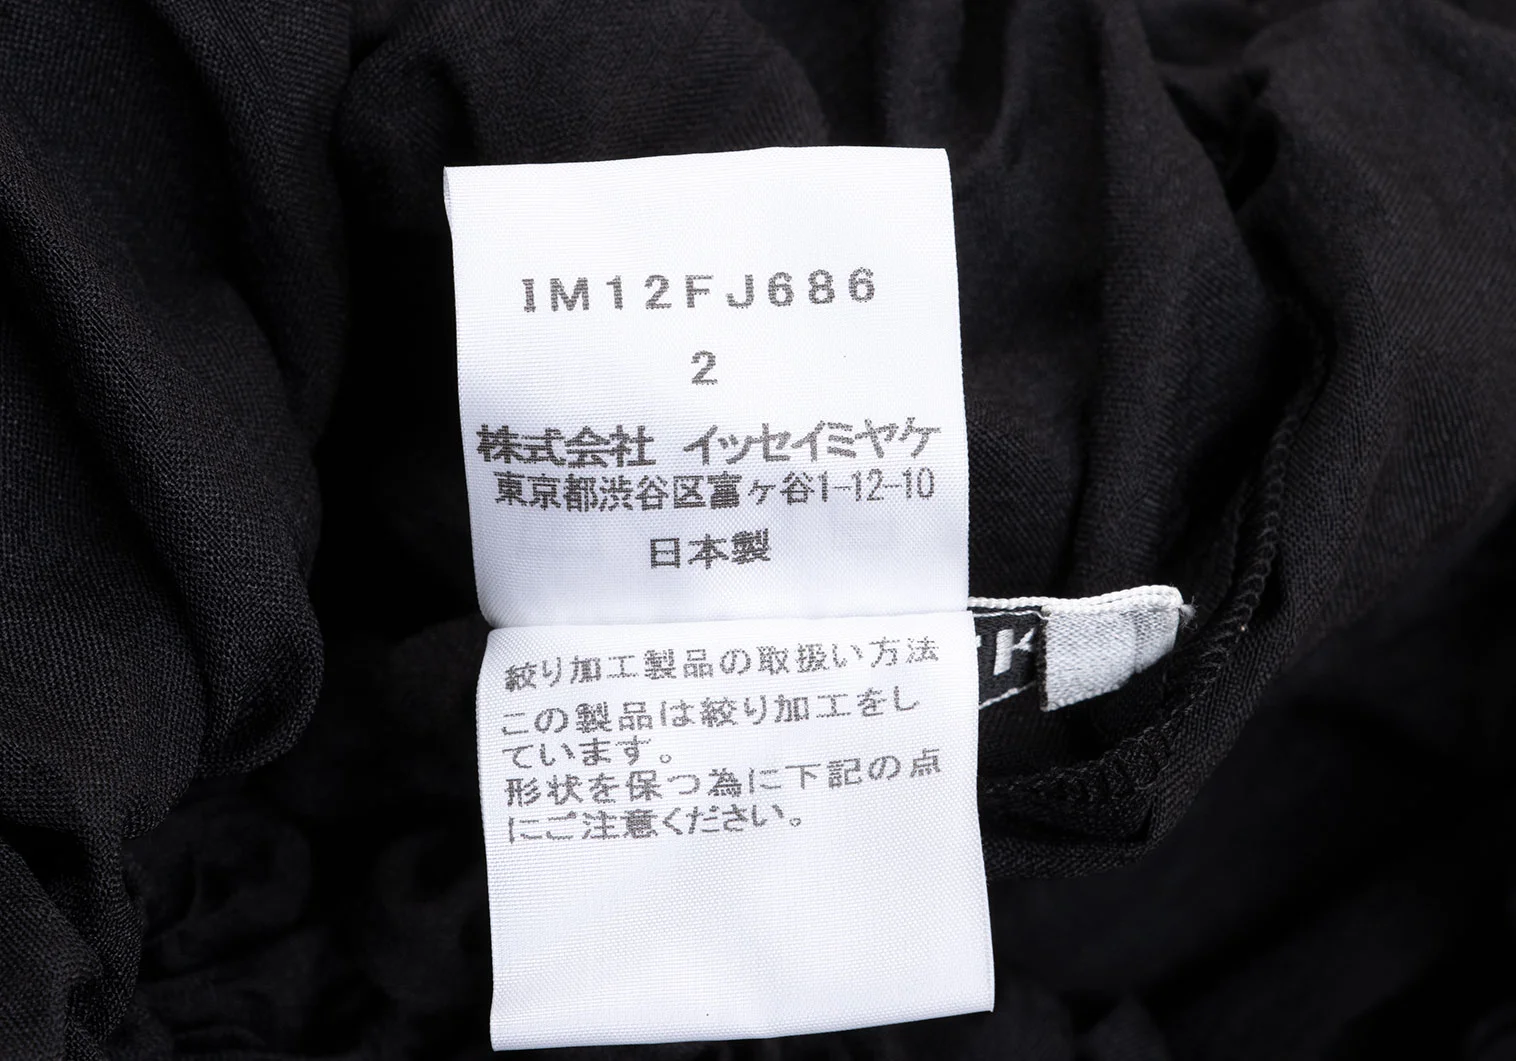 IM12FJ686
2
株式会社 イッセイミヤケ
東京都渋谷区富ヶ谷1-12-10
日本製
絞り加工製品の取扱い方法
この製品は絞り加工をし
ています。
形状を保つ為に下記の点
にご注意ください。